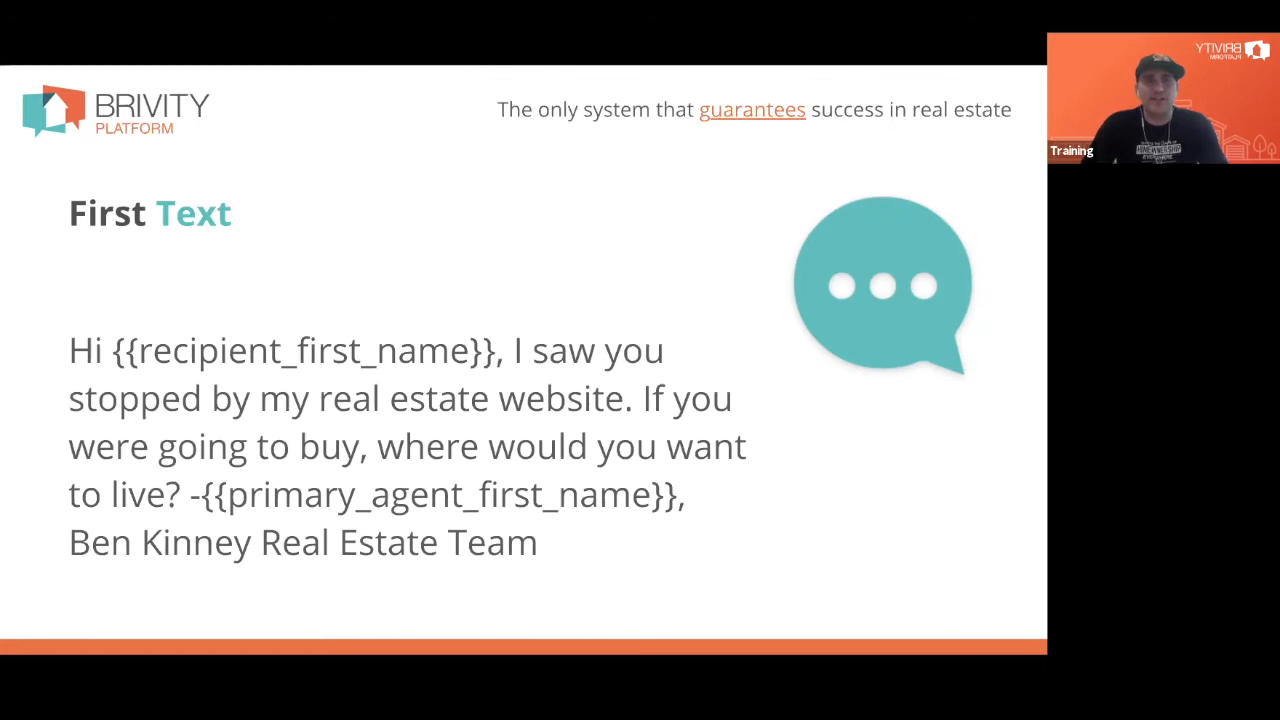 BRIVITY
PLATFORM
The only system that guarantees success in real estate
BRIVITY
PLATFORM
Training
HOMEOWNERSHIP
EVERYWHERE
First Text
Hi {{recipient_first_name}}, I saw you
stopped by my real estate website. If you
were going to buy, where would you want
to live? -{{primary_agent_first_name}},
Ben Kinney Real Estate Team